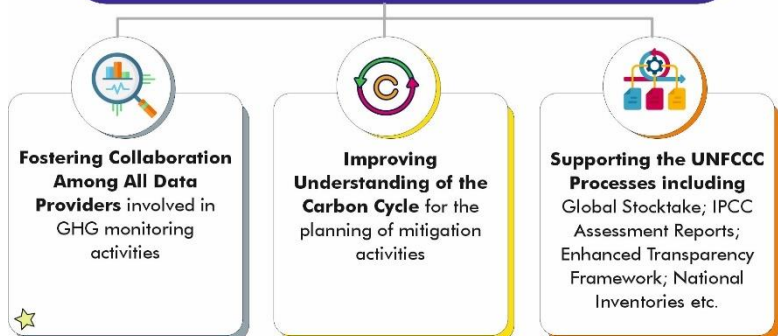 Fostering Collaboration
Among All Data
Providers involved in
GHG monitoring
activities
C
Improving
Understanding of the
Carbon Cycle for the
planning of mitigation
activities
Supporting the UNFCCC
Processes including
Global Stocktake; IPCC
Assessment Reports;
Enhanced Transparency
Framework; National
Inventories etc.